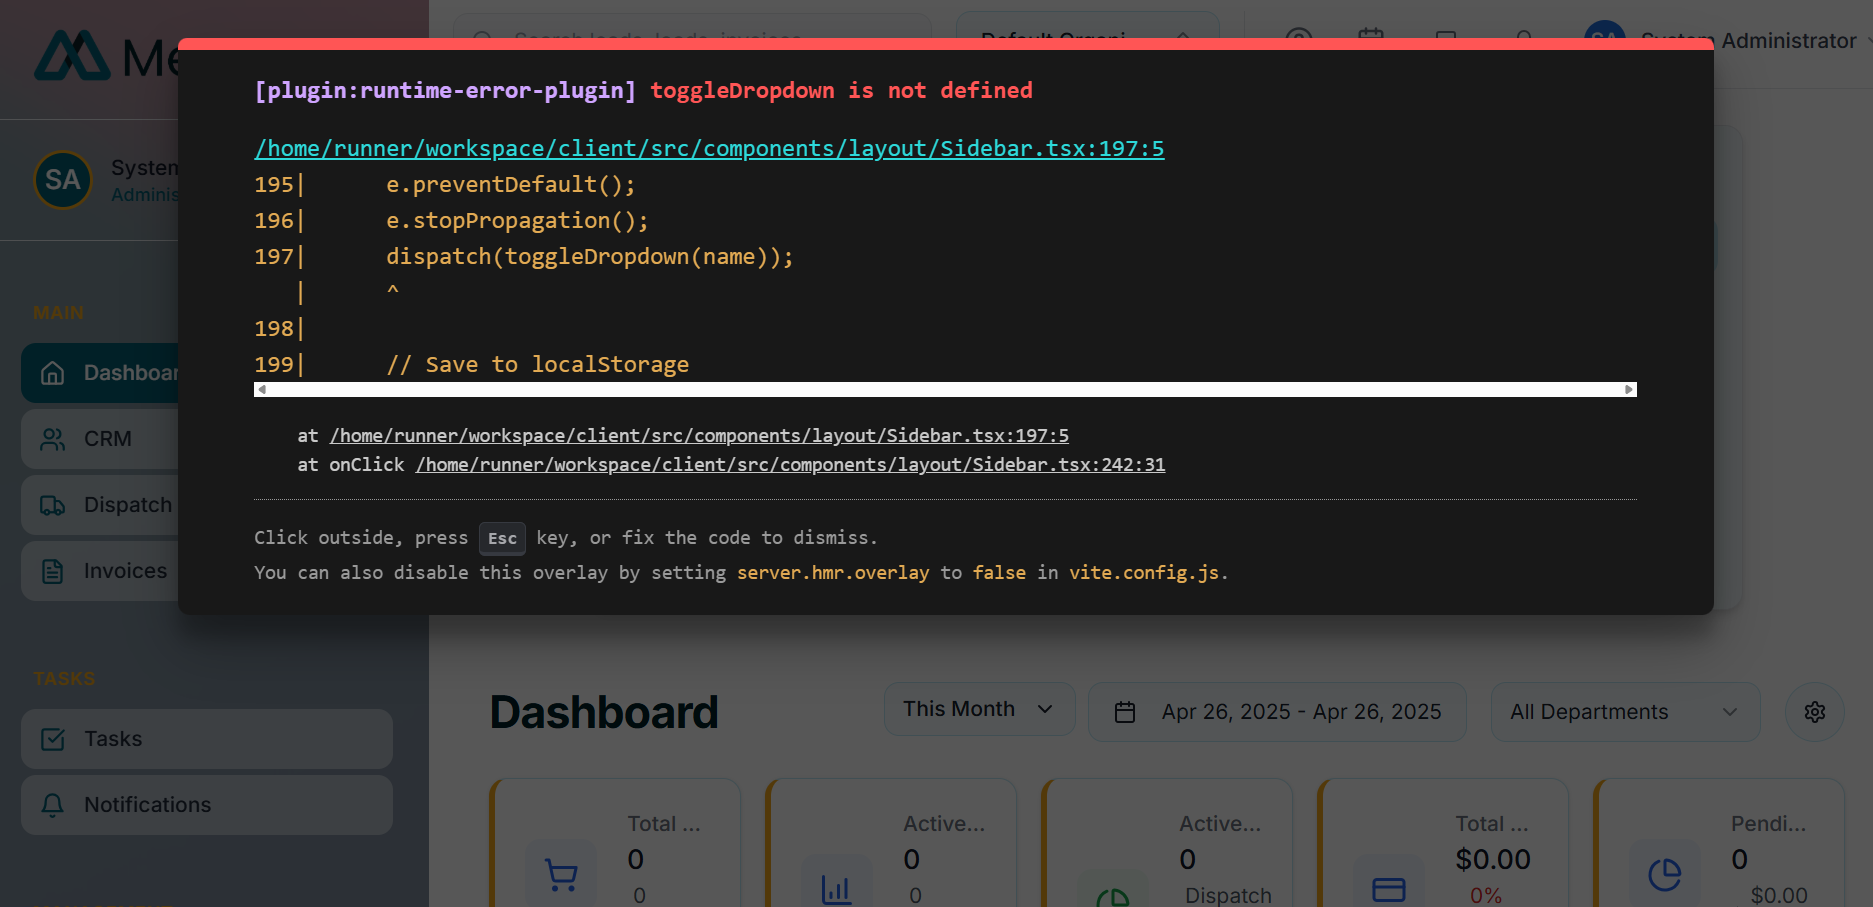 Me
System Administrator
[plugin:runtime-error-plugin] toggleDropdown is not defined
/home/runner/workspace/client/src/components/layout/Sidebar.tsx:197:5
195|      e.preventDefault();
196|      e.stopPropagation();
197|      dispatch(toggleDropdown(name));
|      ^
198|
199|      // Save to localStorage
at /home/runner/workspace/client/src/components/layout/Sidebar.tsx:197:5
at onClick /home/runner/workspace/client/src/components/layout/Sidebar.tsx:242:31
Click outside, press Esc key, or fix the code to dismiss.
You can also disable this overlay by setting server.hmr.overlay to false in vite.config.js.
SA
System
Adminis
MAIN
Dashboar
CRM
Dispatch
Invoices
TASKS
Tasks
Notifications
Dashboard
This Month
Apr 26, 2025 - Apr 26, 2025
All Departments
Total ...
0
0
Active...
0
0
Active...
0
Dispatch
Total ...
$0.00
0%
Pendi...
0
$0.00